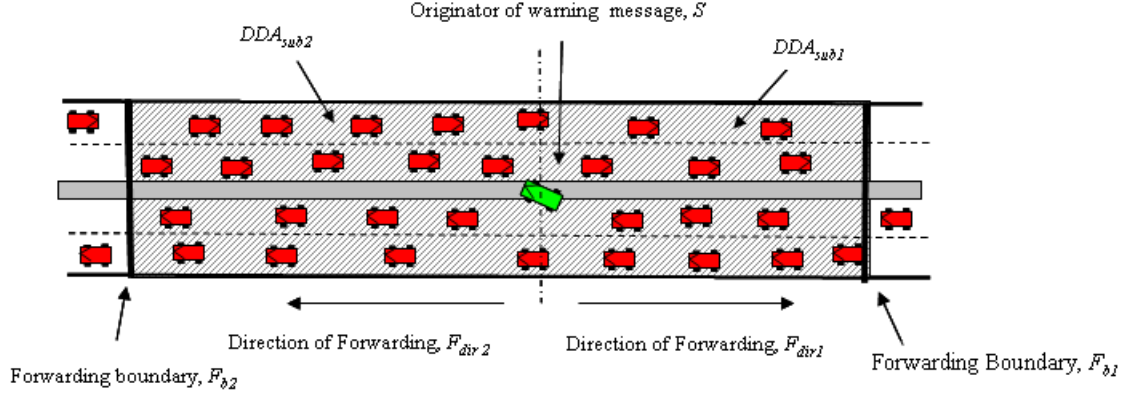 Originator of warning message, S
DDAsub2
DDAsub1
Direction of Forwarding, Fdir 2
Direction of Forwarding, Fdir1
Forwarding boundary, Fb2
Forwarding Boundary, Fb1